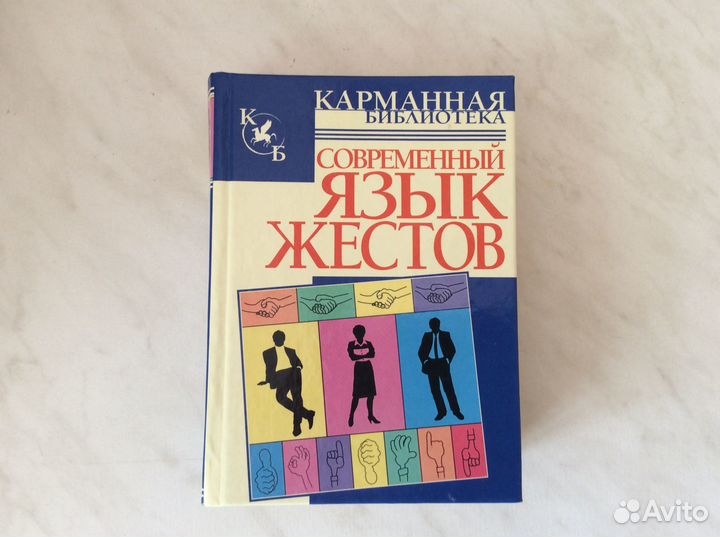 КАРМАННАЯ
БИБЛИОТЕКА
К
Б
СОВРЕМЕННЫЙ
ЯЗЫК
ЖЕСТОВ
Avito